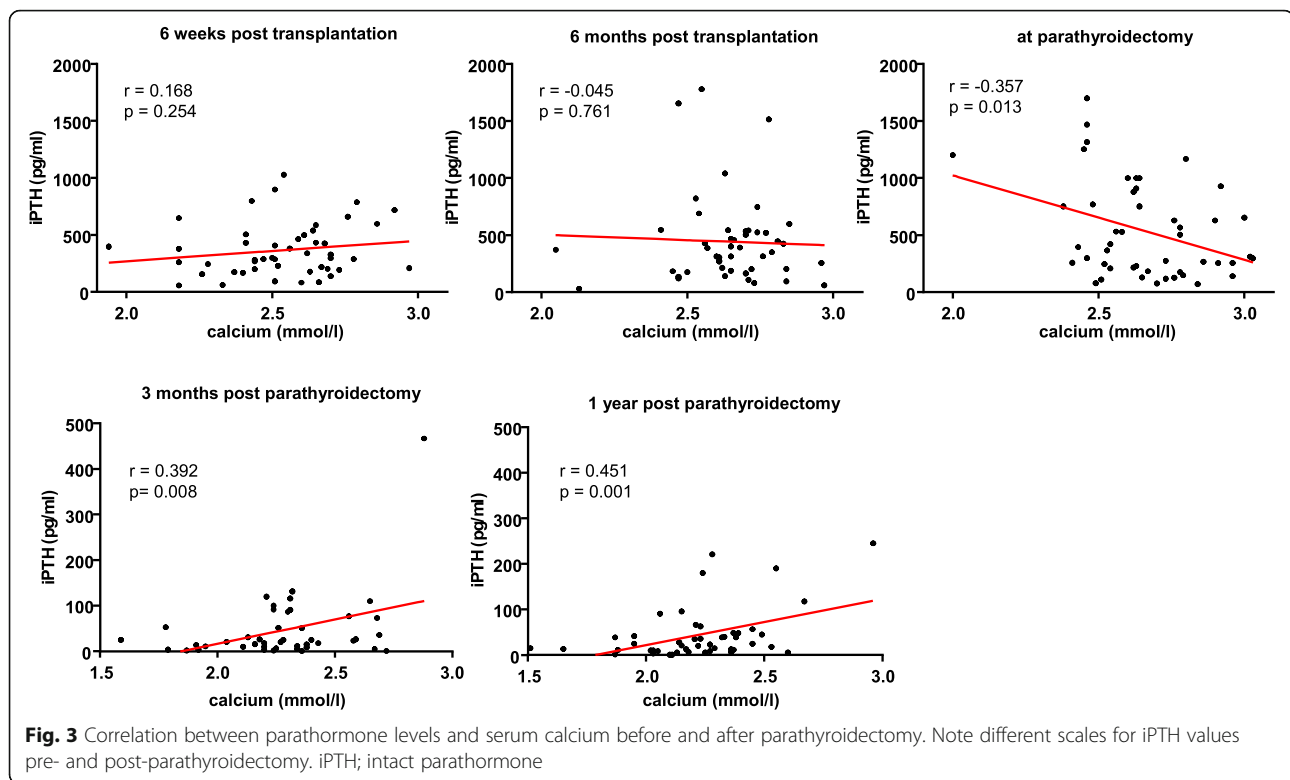 6 weeks post transplantation
2000
1500
1000
500
0
iPTH (pg/ml)
r = 0.168
p = 0.254
2.0 2.5 3.0
calcium (mmol/l)
6 months post transplantation
2000
1500
1000
500
0
iPTH (pg/ml)
r = -0.045
p = 0.761
2.0 2.5 3.0
calcium (mmol/l)
at parathyroidectomy
2000
1500
1000
500
0
iPTH (pg/ml)
r = -0.357
p = 0.013
2.0 2.5 3.0
calcium (mmol/l)
3 months post parathyroidectomy
500
400
300
200
100
0
iPTH (pg/ml)
r = 0.392
p= 0.008
1.5 2.0 2.5 3.0
calcium (mmol/l)
1 year post parathyroidectomy
500
400
300
200
100
0
iPTH (pg/ml)
r = 0.451
p = 0.001
1.5 2.0 2.5 3.0
calcium (mmol/l)
Fig. 3 Correlation between parathormone levels and serum calcium before and after parathyroidectomy. Note different scales for iPTH values
pre- and post-parathyroidectomy. iPTH; intact parathormone